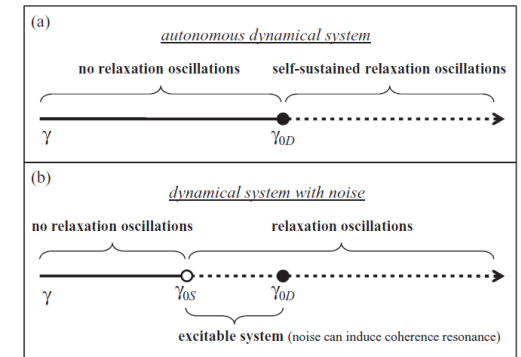 (a)
autonomous dynamical system
no relaxation oscillations self-sustained relaxation oscillations
γ γ0D
(b)
dynamical system with noise
no relaxation oscillations relaxation oscillations
γ γ0S γ0D
excitable system (noise can induce coherence resonance)